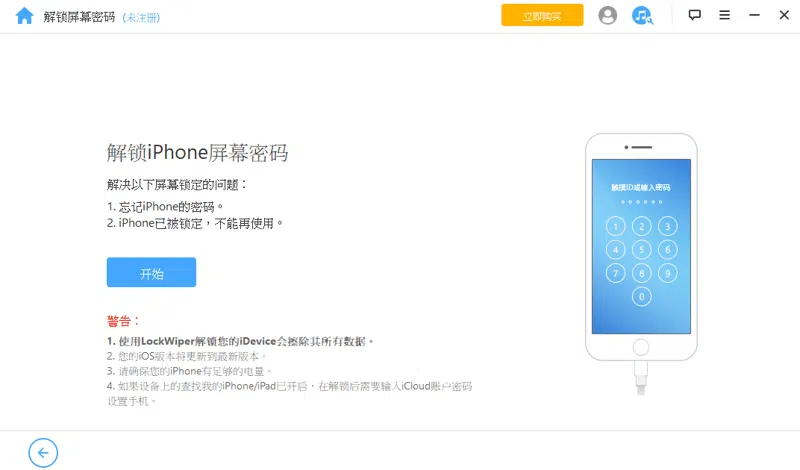 解锁屏幕密码 (未注册)
立即购买
解锁iPhone屏幕密码
解决以下屏幕锁定的问题：
1. 忘记iPhone的密码。
2. iPhone已被锁定，不能再使用。
开始
警告：
1. 使用LockWiper解锁您的iDevice会擦除其所有数据。
2. 您的iOS版本将更新到最新版本。
3. 请确保您的iPhone有足够的电量。
4. 如果设备上的查找我的iPhone/iPad已开启，在解锁后需要输入iCloud账户密码
设置手机。
触摸ID或输入密码
1 2 3
4 5 6
7 8 9
0